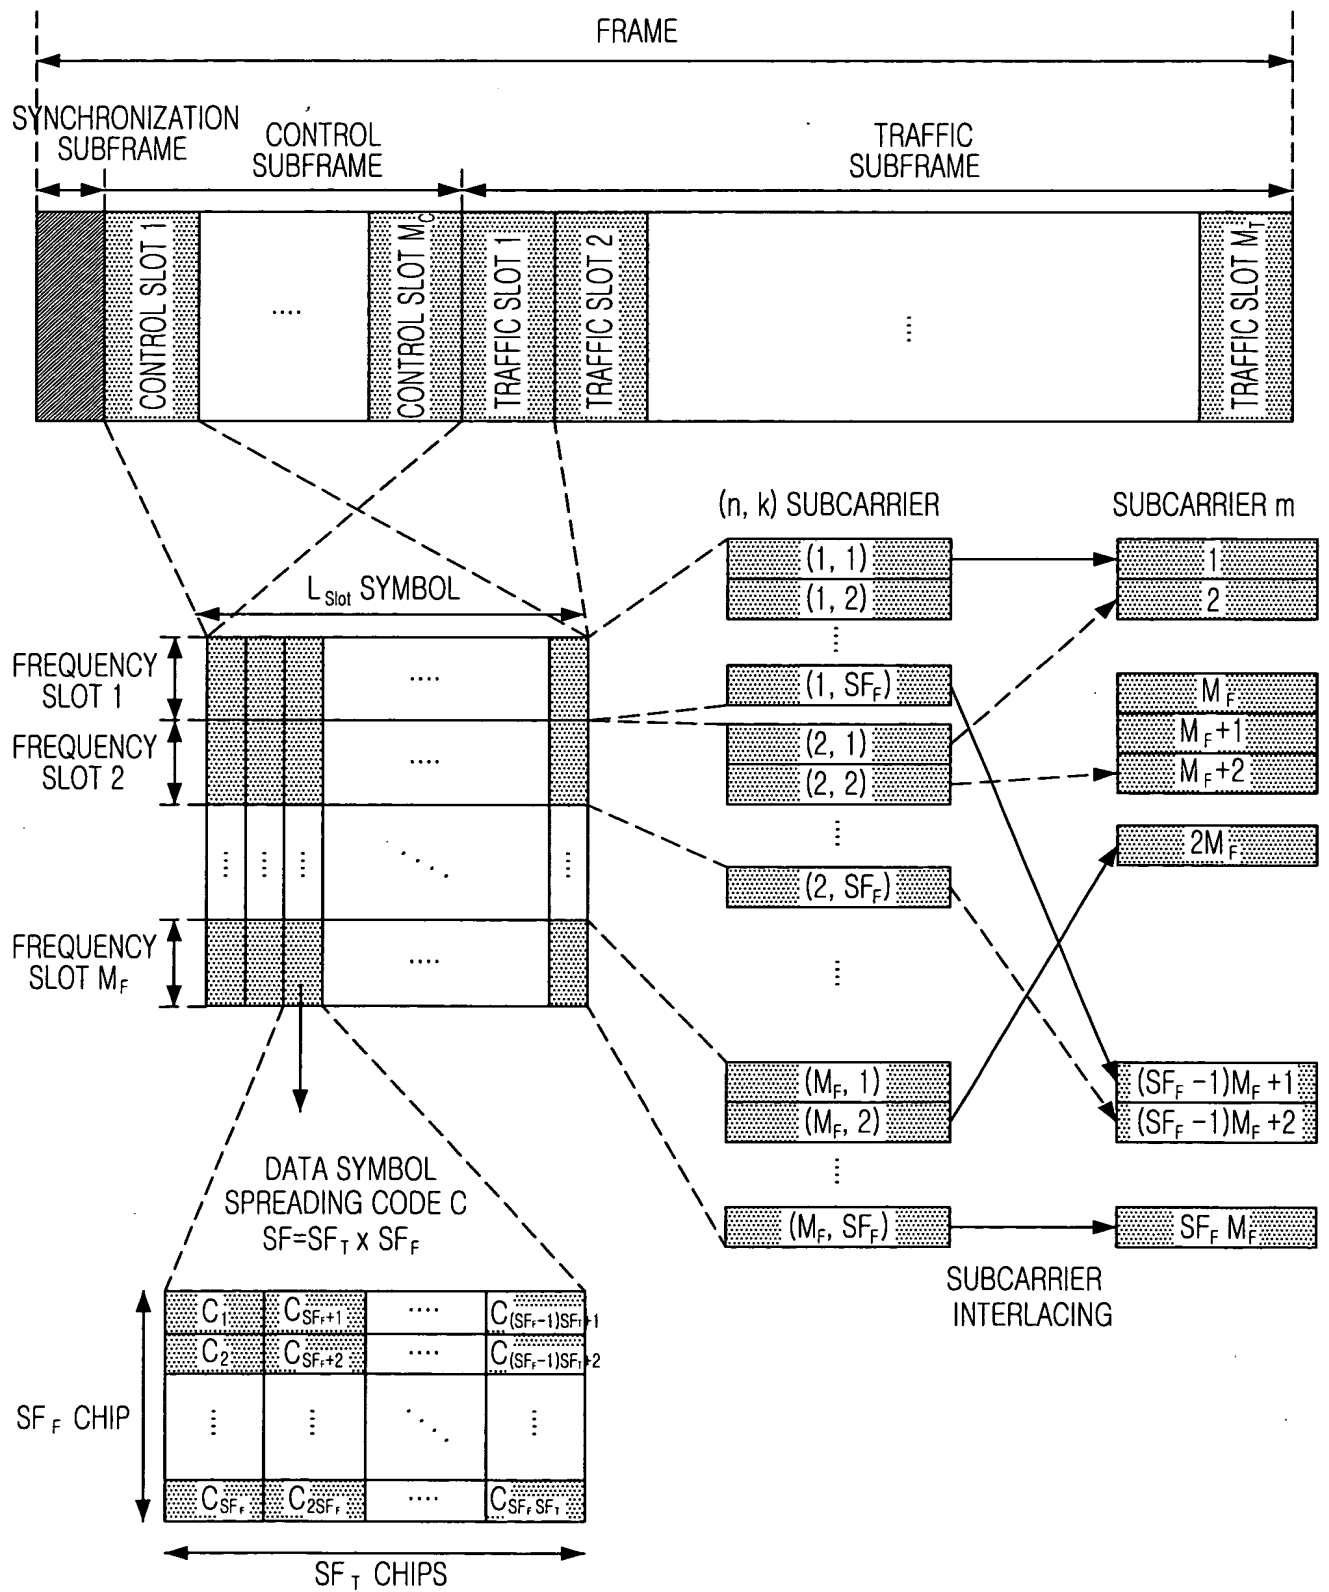 FRAME
SYNCHRONIZATION
SUBFRAME
CONTROL
SUBFRAME
TRAFFIC
SUBFRAME
CONTROL SLOT 1
....
CONTROL SLOT M_C
TRAFFIC SLOT 1
TRAFFIC SLOT 2
....
TRAFFIC SLOT M_T
(n, k) SUBCARRIER
SUBCARRIER m
L_Slot SYMBOL
FREQUENCY
SLOT 1
FREQUENCY
SLOT 2
FREQUENCY
SLOT M_F
(1, 1)
(1, 2)
(1, SF_F)
(2, 1)
(2, 2)
(2, SF_F)
(M_F, 1)
(M_F, 2)
(M_F, SF_F)
1
2
M_F
M_F+1
M_F+2
2M_F
(SF_F -1)M_F+1
(SF_F -1)M_F+2
SF_F M_F
SUBCARRIER
INTERLACING
DATA SYMBOL
SPREADING CODE C
SF=SF_T x SF_F
C_1 C_SF_F+1 .... C_(SF_F-1)SF_T+1
C_2 C_SF_F+2 .... C_(SF_F-1)SF_T+2
SF_F CHIP
C_SF_F C_2SF_F .... C_SF_F SF_T
SF_T CHIPS